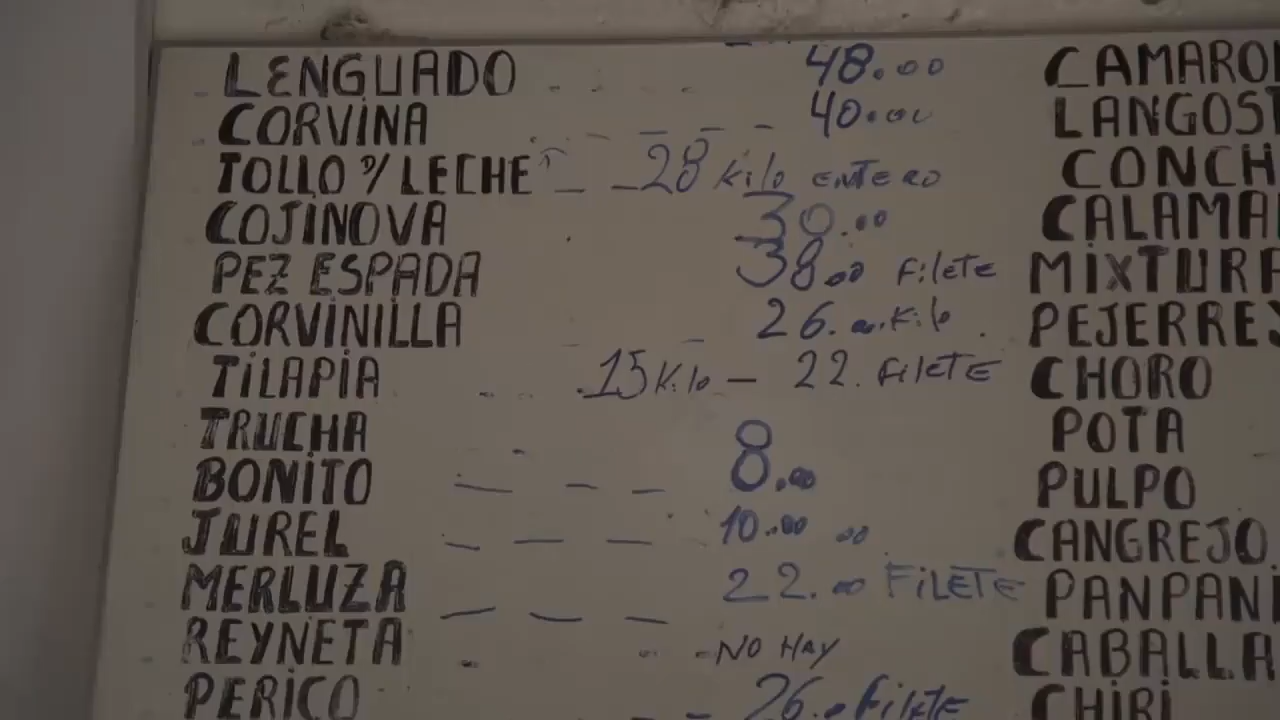 LENGUADO 48.00
CORVINA 40.00
TOLLO D/ LECHE 28 Kilo ENTERO
COJINOVA 30.00
PEZ ESPADA 38.00 FiLETE
CORVINILLA 26.00 Kilo
TILAPIA 15 Kilo — 22. FiLETE
TRUCHA
BONITO 8.00
JUREL 10.00 00
MERLUZA 22.00 FiLETE
REYNETA - NO HAY
PERICO 26.0 FiLETE
CAMARO
LANGOST
CONCH
CALAMA
MIXTURA
PEJERREY
CHORO
POTA
PULPO
CANGREJO
PANPAN
CABALLA
CHIRI